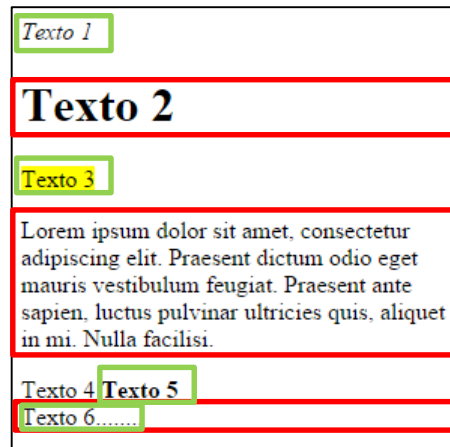 Texto 1
Texto 2
Texto 3
Lorem ipsum dolor sit amet, consectetur
adipiscing elit. Praesent dictum odio eget
mauris vestibulum feugiat. Praesent ante
sapien, luctus pulvinar ultricies quis, aliquet
in mi. Nulla facilisi.
Texto 4 Texto 5
Texto 6........